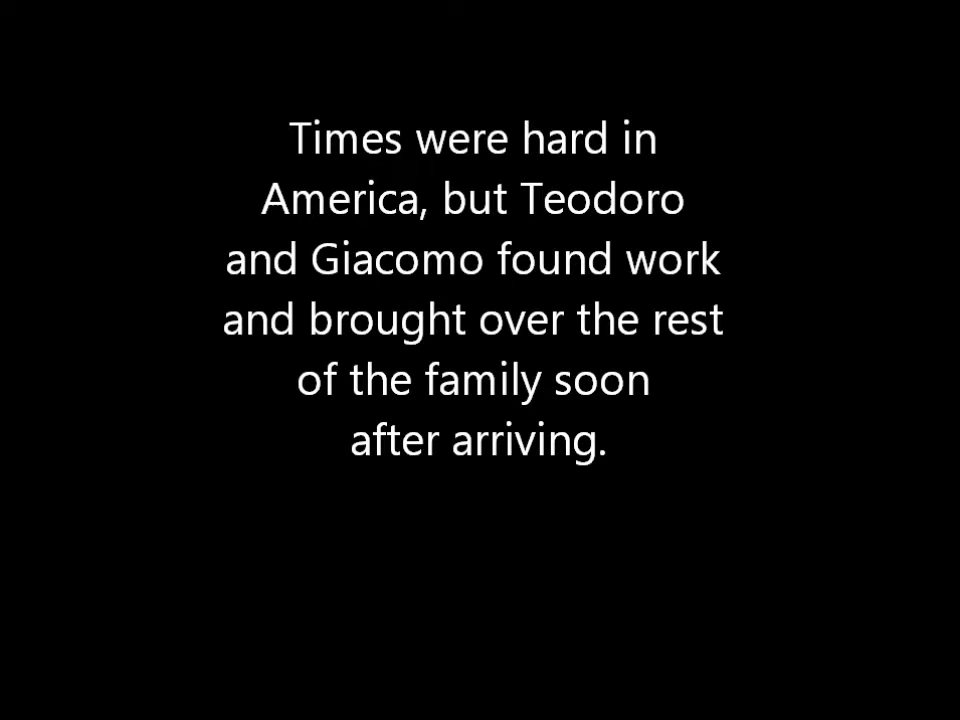 Times were hard in
America, but Teodoro
and Giacomo found work
and brought over the rest
of the family soon
after arriving.